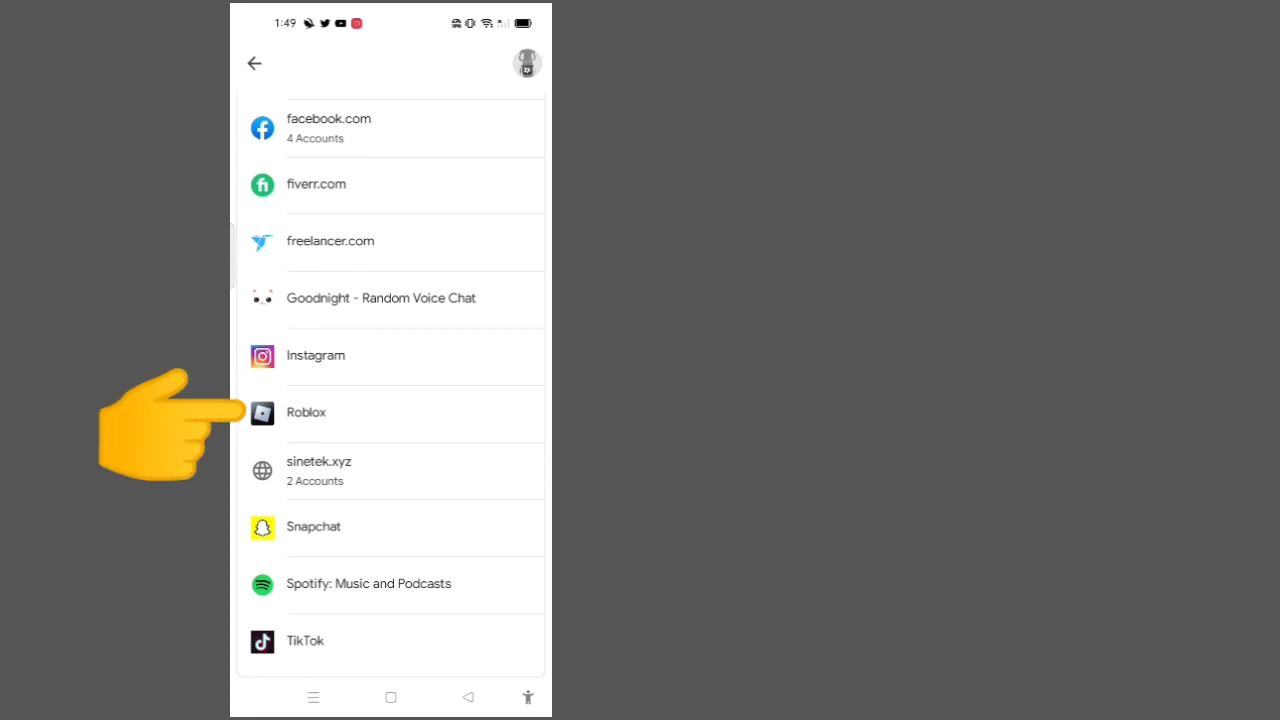 1:49
facebook.com
4 Accounts
fiverr.com
freelancer.com
Goodnight - Random Voice Chat
Instagram
Roblox
sinetek.xyz
2 Accounts
Snapchat
Spotify: Music and Podcasts
TikTok